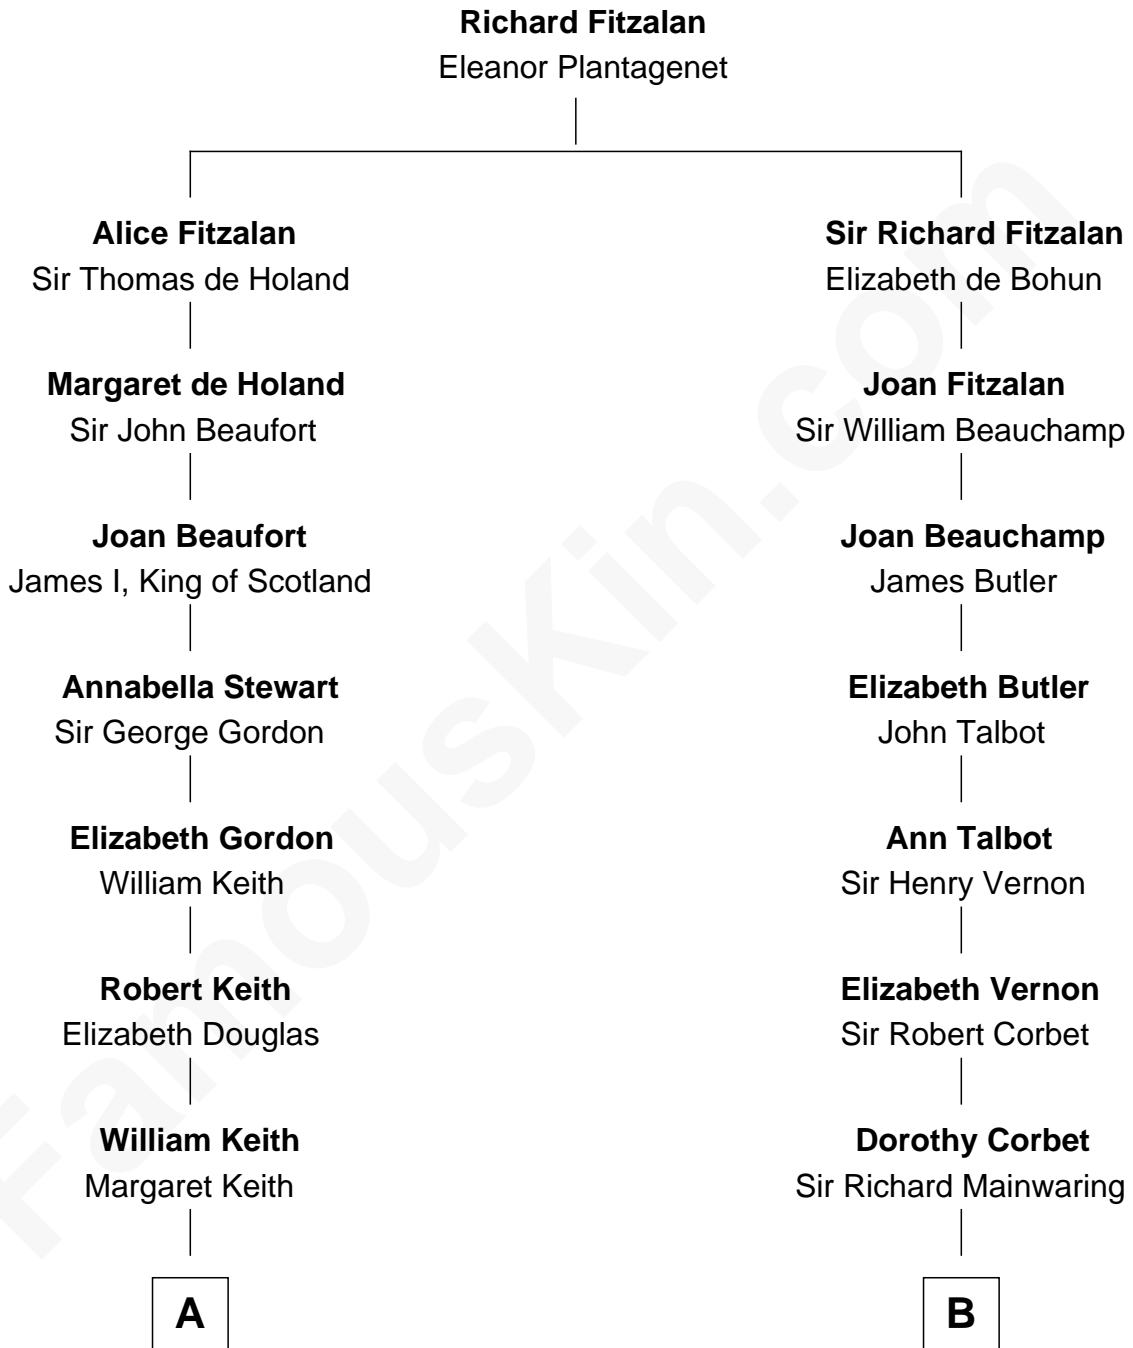 Richard Fitzalan
Eleanor Plantagenet
Alice Fitzalan
Sir Thomas de Holand
Margaret de Holand
Sir John Beaufort
Joan Beaufort
James I, King of Scotland
Annabella Stewart
Sir George Gordon
Elizabeth Gordon
William Keith
Robert Keith
Elizabeth Douglas
William Keith
Margaret Keith
A
Sir Richard Fitzalan
Elizabeth de Bohun
Joan Fitzalan
Sir William Beauchamp
Joan Beauchamp
James Butler
Elizabeth Butler
John Talbot
Ann Talbot
Sir Henry Vernon
Elizabeth Vernon
Sir Robert Corbet
Dorothy Corbet
Sir Richard Mainwaring
B
FamousKin.com